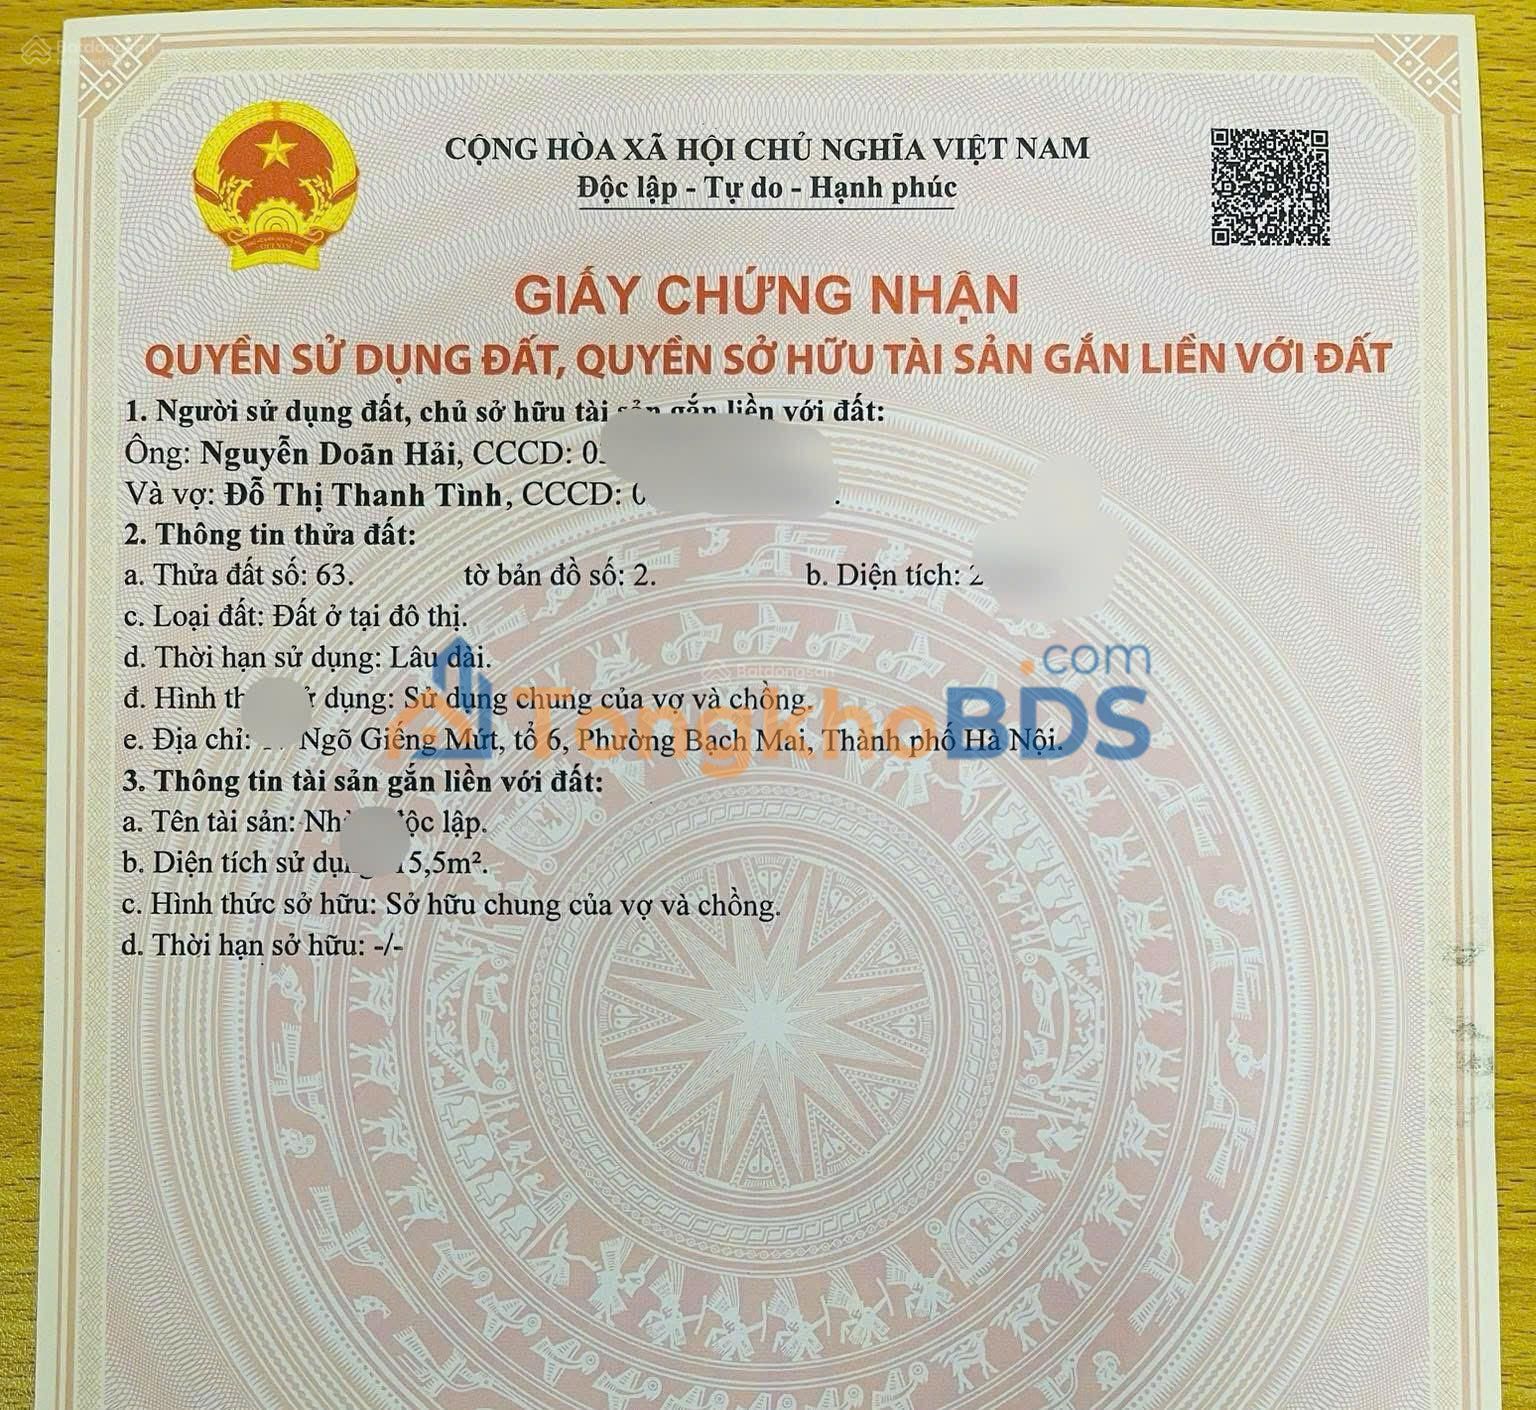 Batdongsan
CỘNG HÒA XÃ HỘI CHỦ NGHĨA VIỆT NAM
Độc lập - Tự do - Hạnh phúc
GIẤY CHỨNG NHẬN
QUYỀN SỬ DỤNG ĐẤT, QUYỀN SỞ HỮU TÀI SẢN GẮN LIỀN VỚI ĐẤT
1. Người sử dụng đất, chủ sở hữu tài sản gắn liền với đất:
Ông: Nguyễn Doãn Hải, CCCD: 0
Và vợ: Đỗ Thị Thanh Tình, CCCD: 0 .
2. Thông tin thửa đất:
a. Thửa đất số: 63. tờ bản đồ số: 2. b. Diện tích: 2
c. Loại đất: Đất ở tại đô thị.
d. Thời hạn sử dụng: Lâu dài.
.com
Batdongsan
đ. Hình dụng: Sử dụng chung của vợ và chồng.
TongkhoBDS
e. Địa chỉ: Ngõ Giếng Mứt, tổ 6, Phường Bạch Mai, Thành phố Hà Nội.
3. Thông tin tài sản gắn liền với đất:
a. Tên tài sản: lập.
b. Diện tích sử 5,5m².
c. Hình thức sở hữu: Sở hữu chung của vợ và chồng.
d. Thời hạn sở hữu: -/-